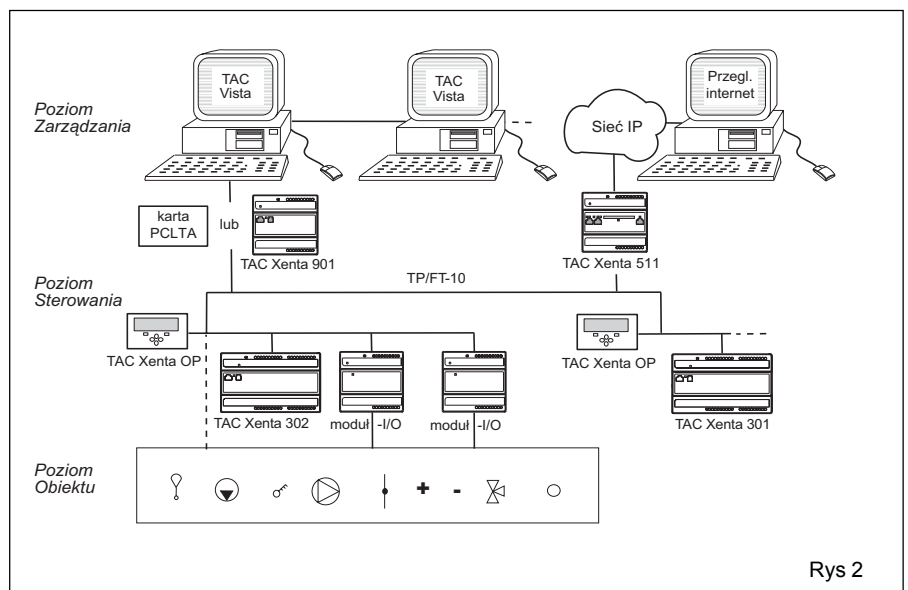 TAC
Vista
TAC
Vista
Przegl.
internet
Poziom
Zarządzania
Sieć IP
karta
PCLTA
lub
TAC Xenta 901
TAC Xenta 511
TP/FT-10
Poziom
Sterowania
TAC Xenta OP
TAC Xenta OP
TAC Xenta 302
moduł -I/O
moduł -I/O
TAC Xenta 301
Poziom
Obiektu
+ -
Rys 2